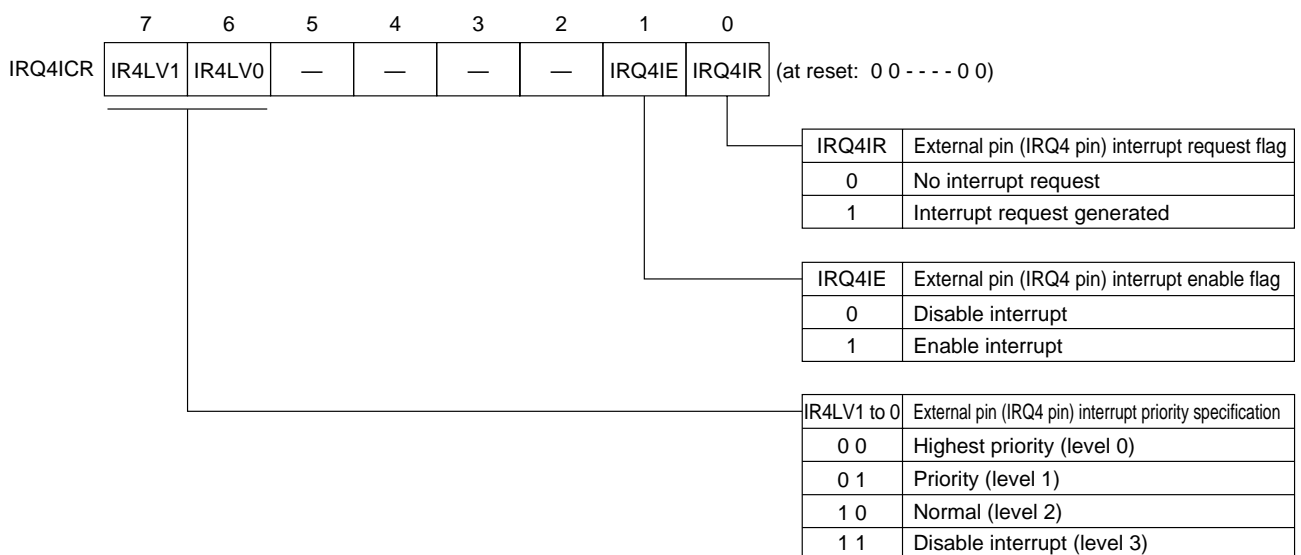 7 6 5 4 3 2 1 0
IRQ4ICR IR4LV1 IR4LV0 — — — — IRQ4IE IRQ4IR (at reset: 0 0 - - - - 0 0)
IRQ4IR External pin (IRQ4 pin) interrupt request flag
0 No interrupt request
1 Interrupt request generated
IRQ4IE External pin (IRQ4 pin) interrupt enable flag
0 Disable interrupt
1 Enable interrupt
IR4LV1 to 0 External pin (IRQ4 pin) interrupt priority specification
0 0 Highest priority (level 0)
0 1 Priority (level 1)
1 0 Normal (level 2)
1 1 Disable interrupt (level 3)